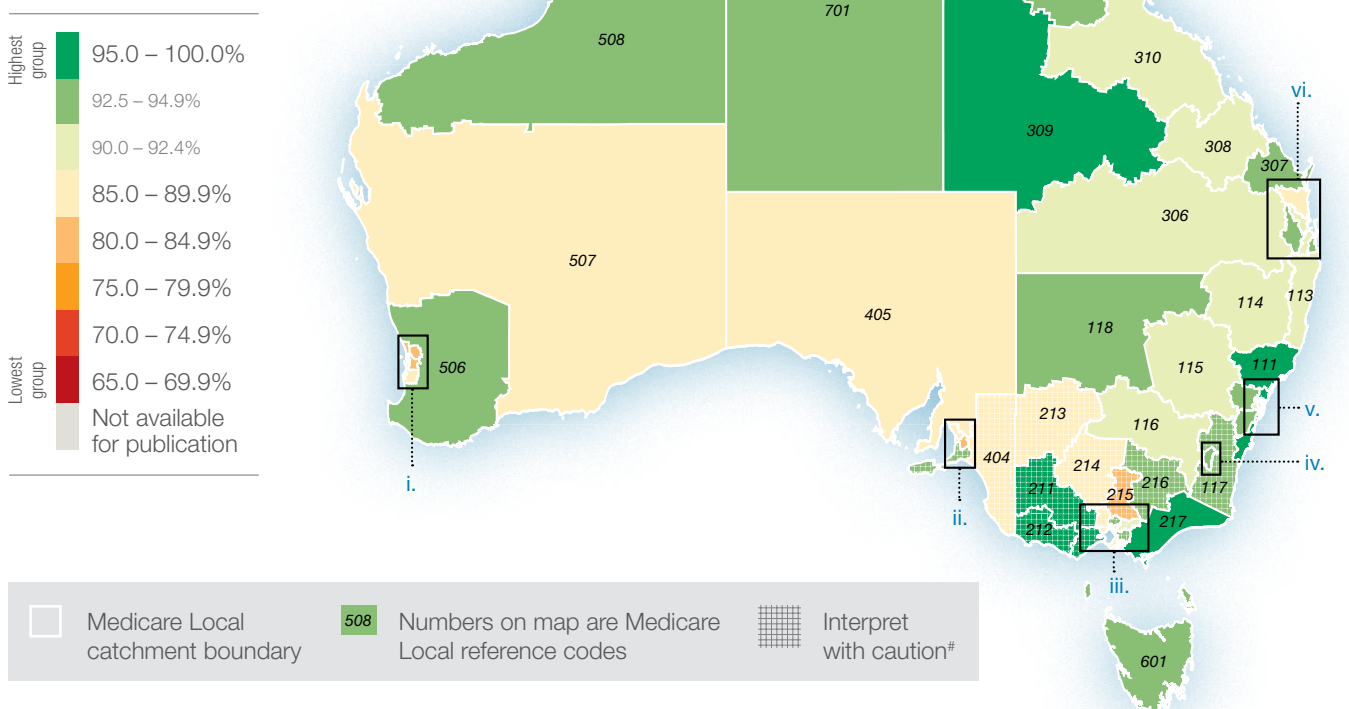 Highest
group
95.0 – 100.0%
92.5 – 94.9%
90.0 – 92.4%
85.0 – 89.9%
80.0 – 84.9%
75.0 – 79.9%
70.0 – 74.9%
65.0 – 69.9%
Lowest
group
Not available
for publication
701
508
310
vi.
309
308
307
306
507
114
113
405
118
506
115
111
213
116
v.
404
214
iv.
i.
211
215
216
117
ii.
212
217
iii.
601
Medicare Local
catchment boundary
508
Numbers on map are Medicare
Local reference codes
Interpret
with caution#